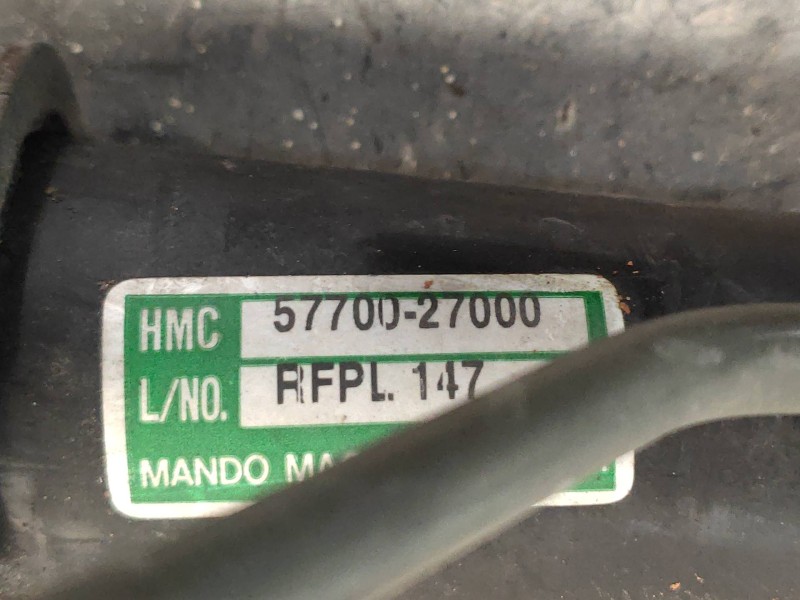 HMC 57700-27000
L/NO. RFPL 147
MANDO